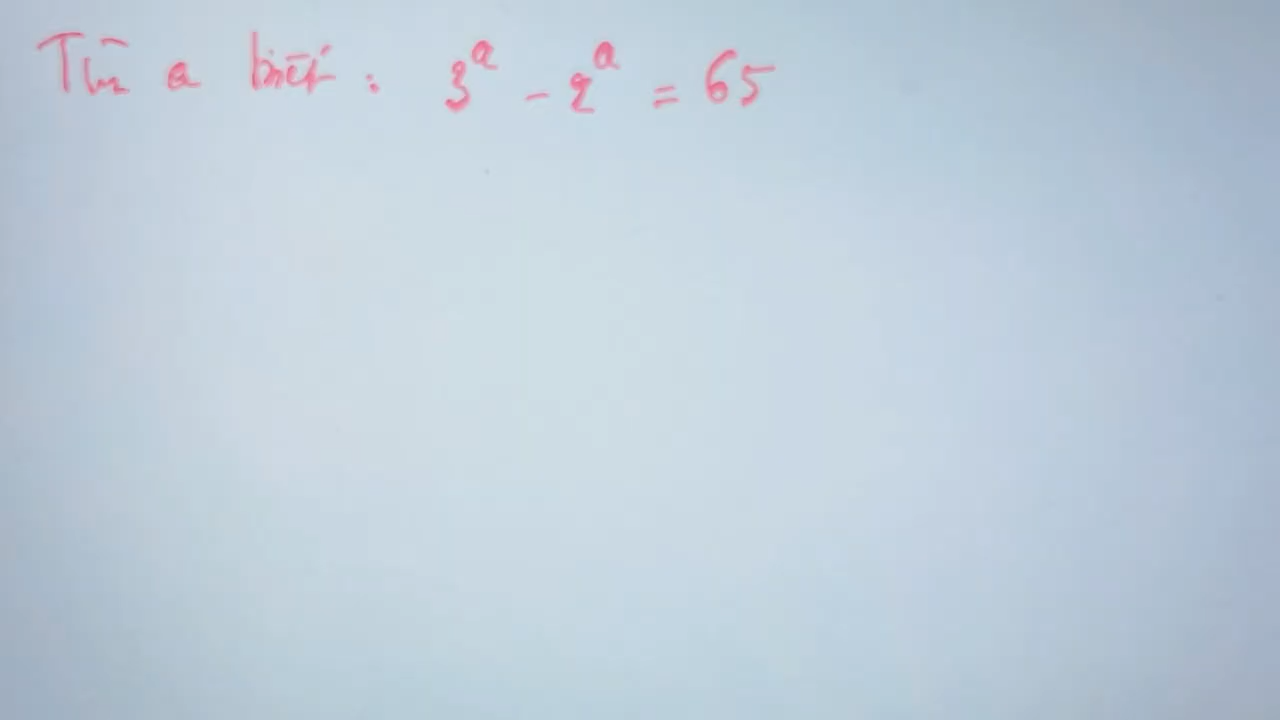 Tìm a biết : 3^a - 2^a = 65